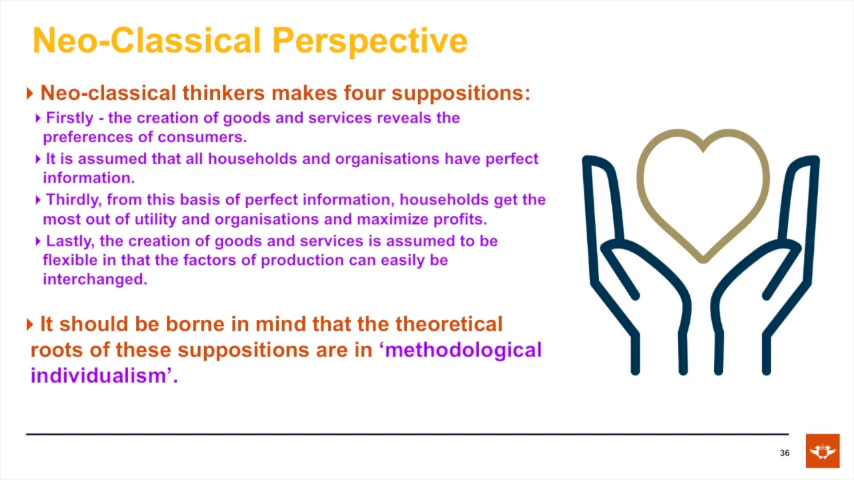 Neo-Classical Perspective
Neo-classical thinkers makes four suppositions:
Firstly - the creation of goods and services reveals the
preferences of consumers.
It is assumed that all households and organisations have perfect
information.
Thirdly, from this basis of perfect information, households get the
most out of utility and organisations and maximize profits.
Lastly, the creation of goods and services is assumed to be
flexible in that the factors of production can easily be
interchanged.
It should be borne in mind that the theoretical
roots of these suppositions are in ‘methodological
individualism’.
36